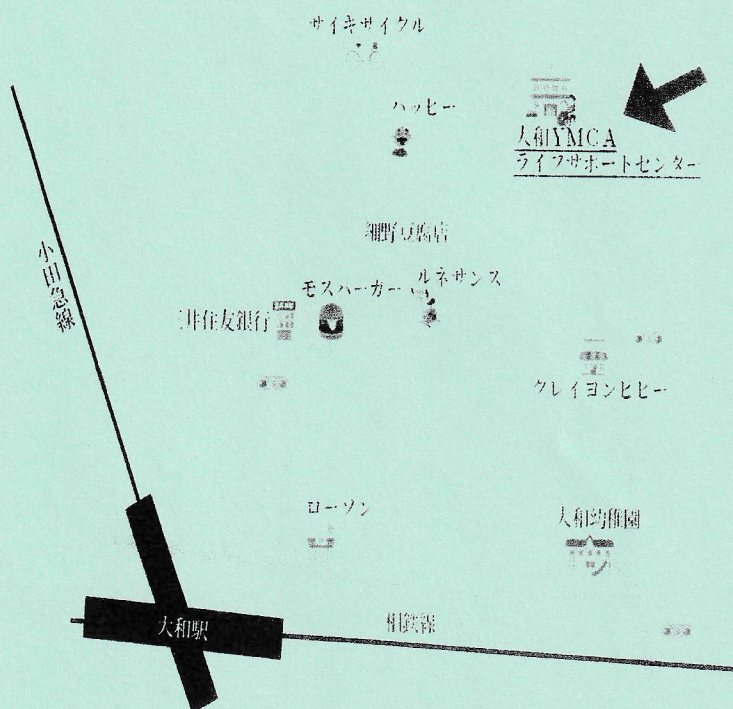 サイキサイクル
ハッピー
大和YMCA
ライフサポートセンター
細野豆腐店
ルネサンス
モスバーガー
三井住友銀行
小田急線
クレイヨンヒヒー
ローソン
大和幼稚園
大和駅
相鉄線